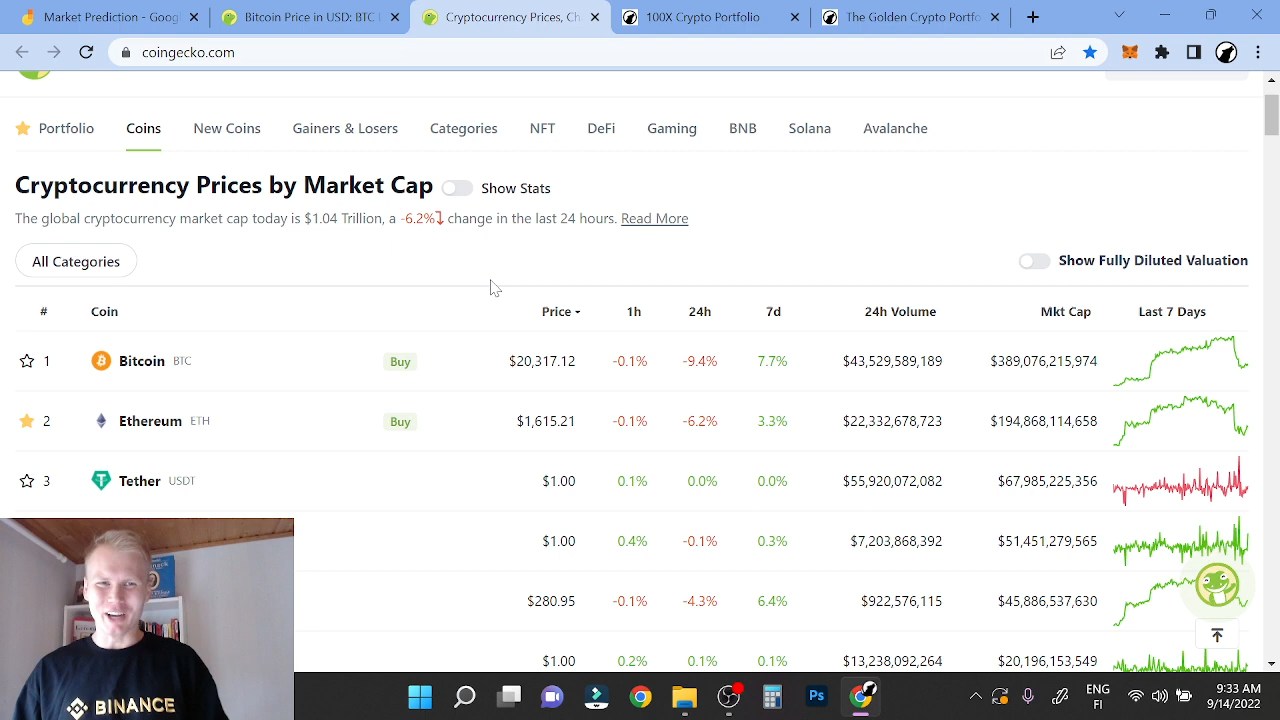 Market Predictions - Goog
Bitcoin Price in USD: BTC
Cryptocurrency Prices, Ch
100X Crypto Portfolio
The Golden Crypto Portfo
coingecko.com
Portfolio
Coins
New Coins
Gainers & Losers
Categories
NFT
DeFi
Gaming
BNB
Solana
Avalanche
Cryptocurrency Prices by Market Cap
Show Stats
The global cryptocurrency market cap today is $1.04 Trillion, a -6.2% change in the last 24 hours. Read More
All Categories
Show Fully Diluted Valuation
# Coin Price 1h 24h 7d 24h Volume Mkt Cap Last 7 Days
1 Bitcoin BTC Buy $20,317.12 -0.1% -9.4% 7.7% $43,529,589,189 $389,076,215,974
2 Ethereum ETH Buy $1,615.21 -0.1% -6.2% 3.3% $22,332,678,723 $194,868,114,658
3 Tether USDT $1.00 0.1% 0.0% 0.0% $55,920,072,082 $67,985,225,356
$1.00 0.4% -0.1% 0.3% $7,203,868,392 $51,451,279,565
$280.95 -0.1% -4.3% 6.4% $922,576,115 $45,886,537,630
$1.00 0.2% 0.1% 0.1% $13,238,092,264 $20,196,153,549
BINANCE
Ps
ENG
FI
9:33 AM
9/14/2022